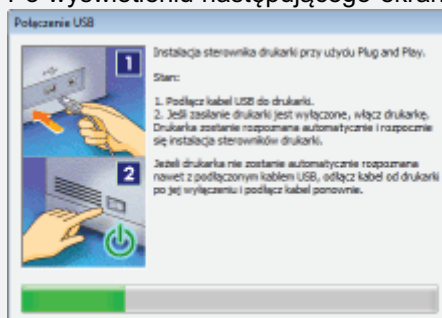 Po wyświetleniu następującego ekranu
Połączenie USB
1
Instalacja sterownika drukarki przy użyciu Plug and Play.
Start:
1. Podłącz kabel USB do drukarki.
2. Jeśli zasilanie drukarki jest wyłączone, włącz drukarkę.
Drukarka zostanie rozpoznana automatycznie i rozpocznie
się instalacja sterowników drukarki.
2
Jeżeli drukarka nie zostanie automatycznie rozpoznana
nawet z podłączonym kablem USB, odłącz kabel od drukarki
po jej wyłączeniu i podłącz kabel ponownie.